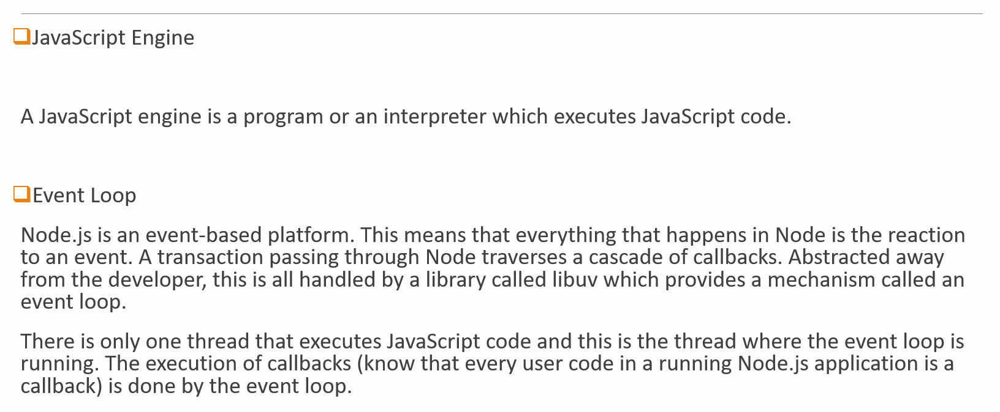 JavaScript Engine
A JavaScript engine is a program or an interpreter which executes JavaScript code.
Event Loop
Node.js is an event-based platform. This means that everything that happens in Node is the reaction
to an event. A transaction passing through Node traverses a cascade of callbacks. Abstracted away
from the developer, this is all handled by a library called libuv which provides a mechanism called an
event loop.
There is only one thread that executes JavaScript code and this is the thread where the event loop is
running. The execution of callbacks (know that every user code in a running Node.js application is a
callback) is done by the event loop.